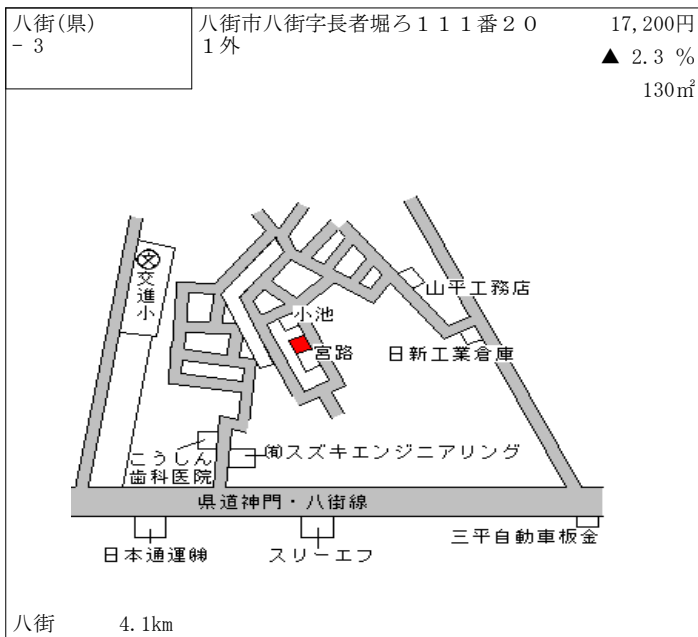 八街(県)
- 3
八街市八街字長者堀ろ111番20
1外
17,200円
▲ 2.3 %
130㎡
交進小
山平工務店
小池
宮路
日新工業倉庫
こうしん
歯科医院
㈲スズキエンジニアリング
県道神門・八街線
日本通運㈱
スリーエフ
三平自動車板金
八街 4.1km